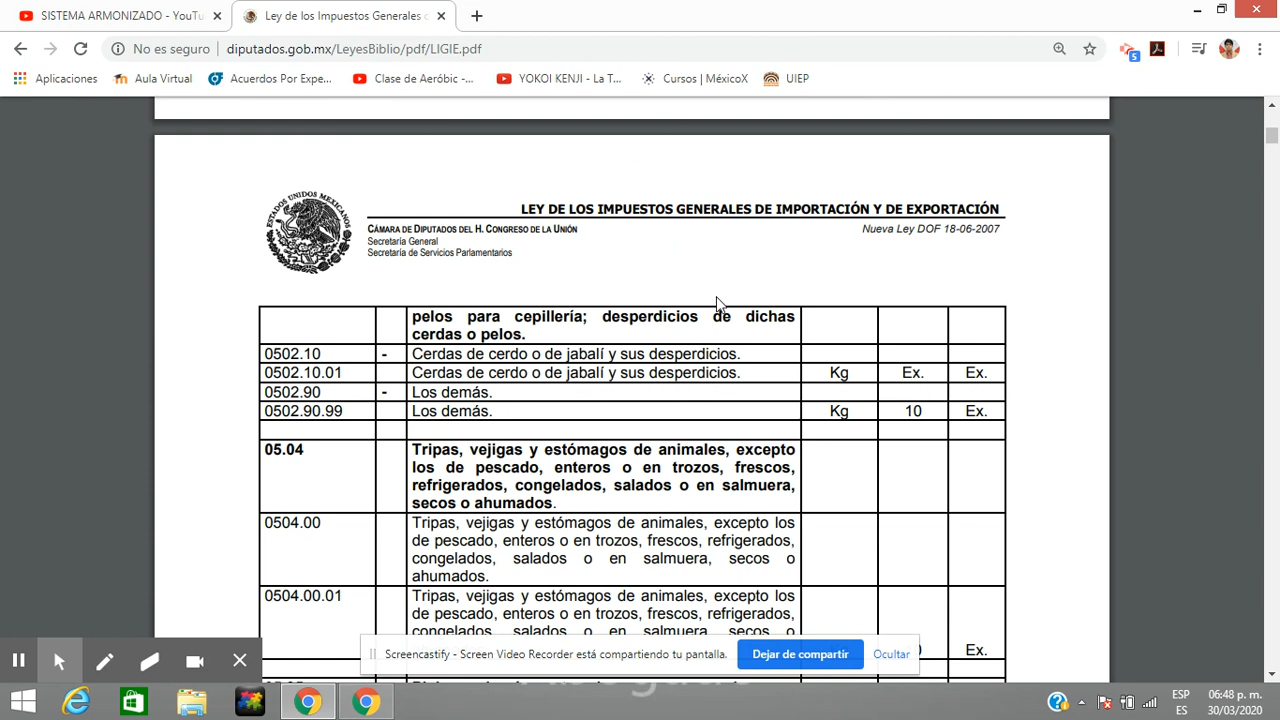 SISTEMA ARMONIZADO - YouTu
Ley de los Impuestos Generales d
No es seguro
diputados.gob.mx/LeyesBiblio/pdf/LIGIE.pdf
5
Aplicaciones
Aula Virtual
Acuerdos Por Expe...
Clase de Aeróbic -...
YOKOI KENJI - La T...
Cursos | MéxicoX
UIEP
ESTADOS UNIDOS MEXICANOS
LEY DE LOS IMPUESTOS GENERALES DE IMPORTACIÓN Y DE EXPORTACIÓN
CÁMARA DE DIPUTADOS DEL H. CONGRESO DE LA UNIÓN
Nueva Ley DOF 18-06-2007
Secretaría General
Secretaría de Servicios Parlamentarios
pelos para cepillería; desperdicios de dichas
cerdas o pelos.
0502.10 - Cerdas de cerdo o de jabalí y sus desperdicios.
0502.10.01 Cerdas de cerdo o de jabalí y sus desperdicios. Kg Ex. Ex.
0502.90 - Los demás.
0502.90.99 Los demás. Kg 10 Ex.
05.04 Tripas, vejigas y estómagos de animales, excepto
los de pescado, enteros o en trozos, frescos,
refrigerados, congelados, salados o en salmuera,
secos o ahumados.
0504.00 Tripas, vejigas y estómagos de animales, excepto los
de pescado, enteros o en trozos, frescos, refrigerados,
congelados, salados o en salmuera, secos o
ahumados.
0504.00.01 Tripas, vejigas y estómagos de animales, excepto los
de pescado, enteros o en trozos, frescos, refrigerados,
congelados, salados o en salmuera, secos o
Ex.
Screencastify - Screen Video Recorder está compartiendo tu pantalla.
Dejar de compartir
Ocultar
ESP
ES
06:48 p. m.
30/03/2020